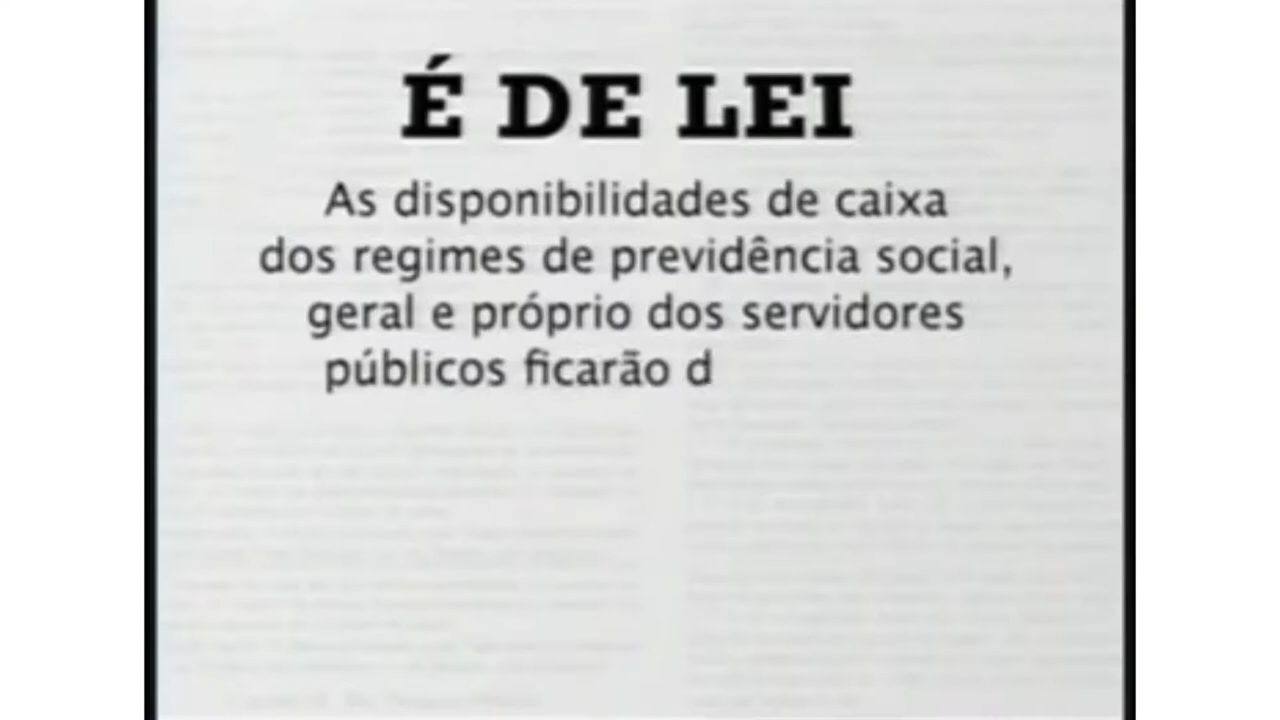 É DE LEI
As disponibilidades de caixa
dos regimes de previdência social,
geral e próprio dos servidores
públicos ficarão d